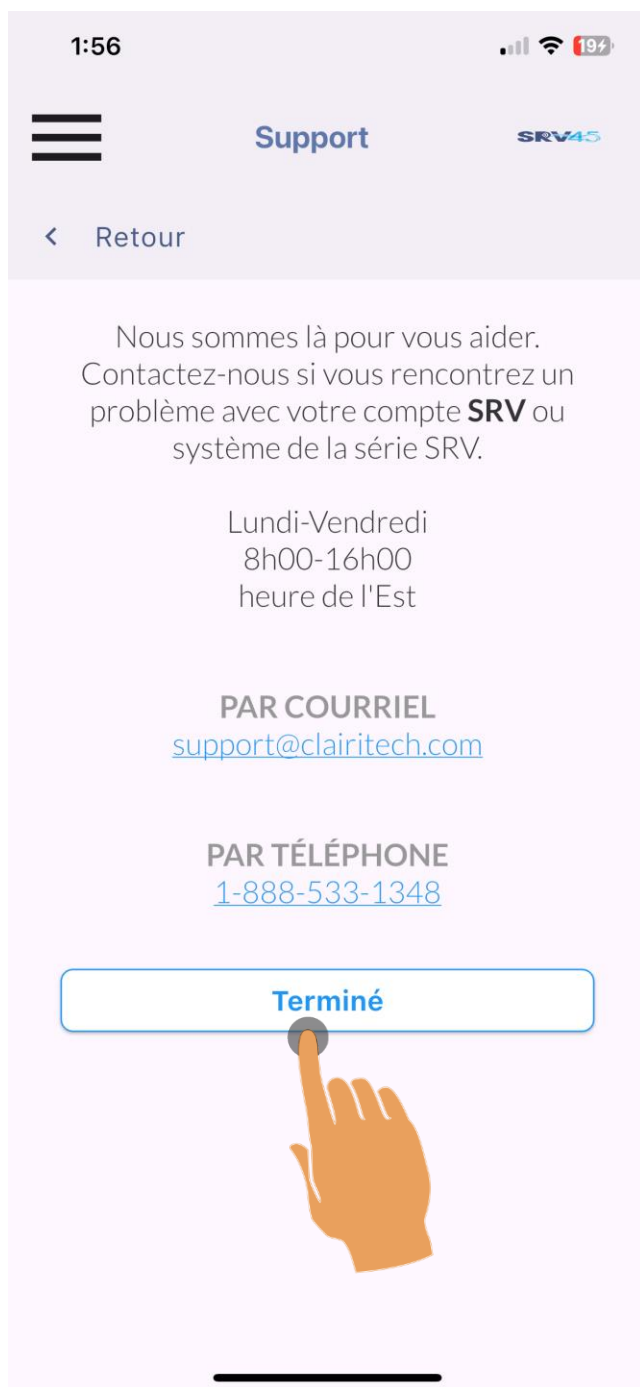 1:56
19
Support
SRV45
Retour
Nous sommes là pour vous aider.
Contactez-nous si vous rencontrez un
problème avec votre compte SRV ou
système de la série SRV.
Lundi-Vendredi
8h00-16h00
heure de l'Est
PAR COURRIEL
support@clairitech.com
PAR TÉLÉPHONE
1-888-533-1348
Terminé